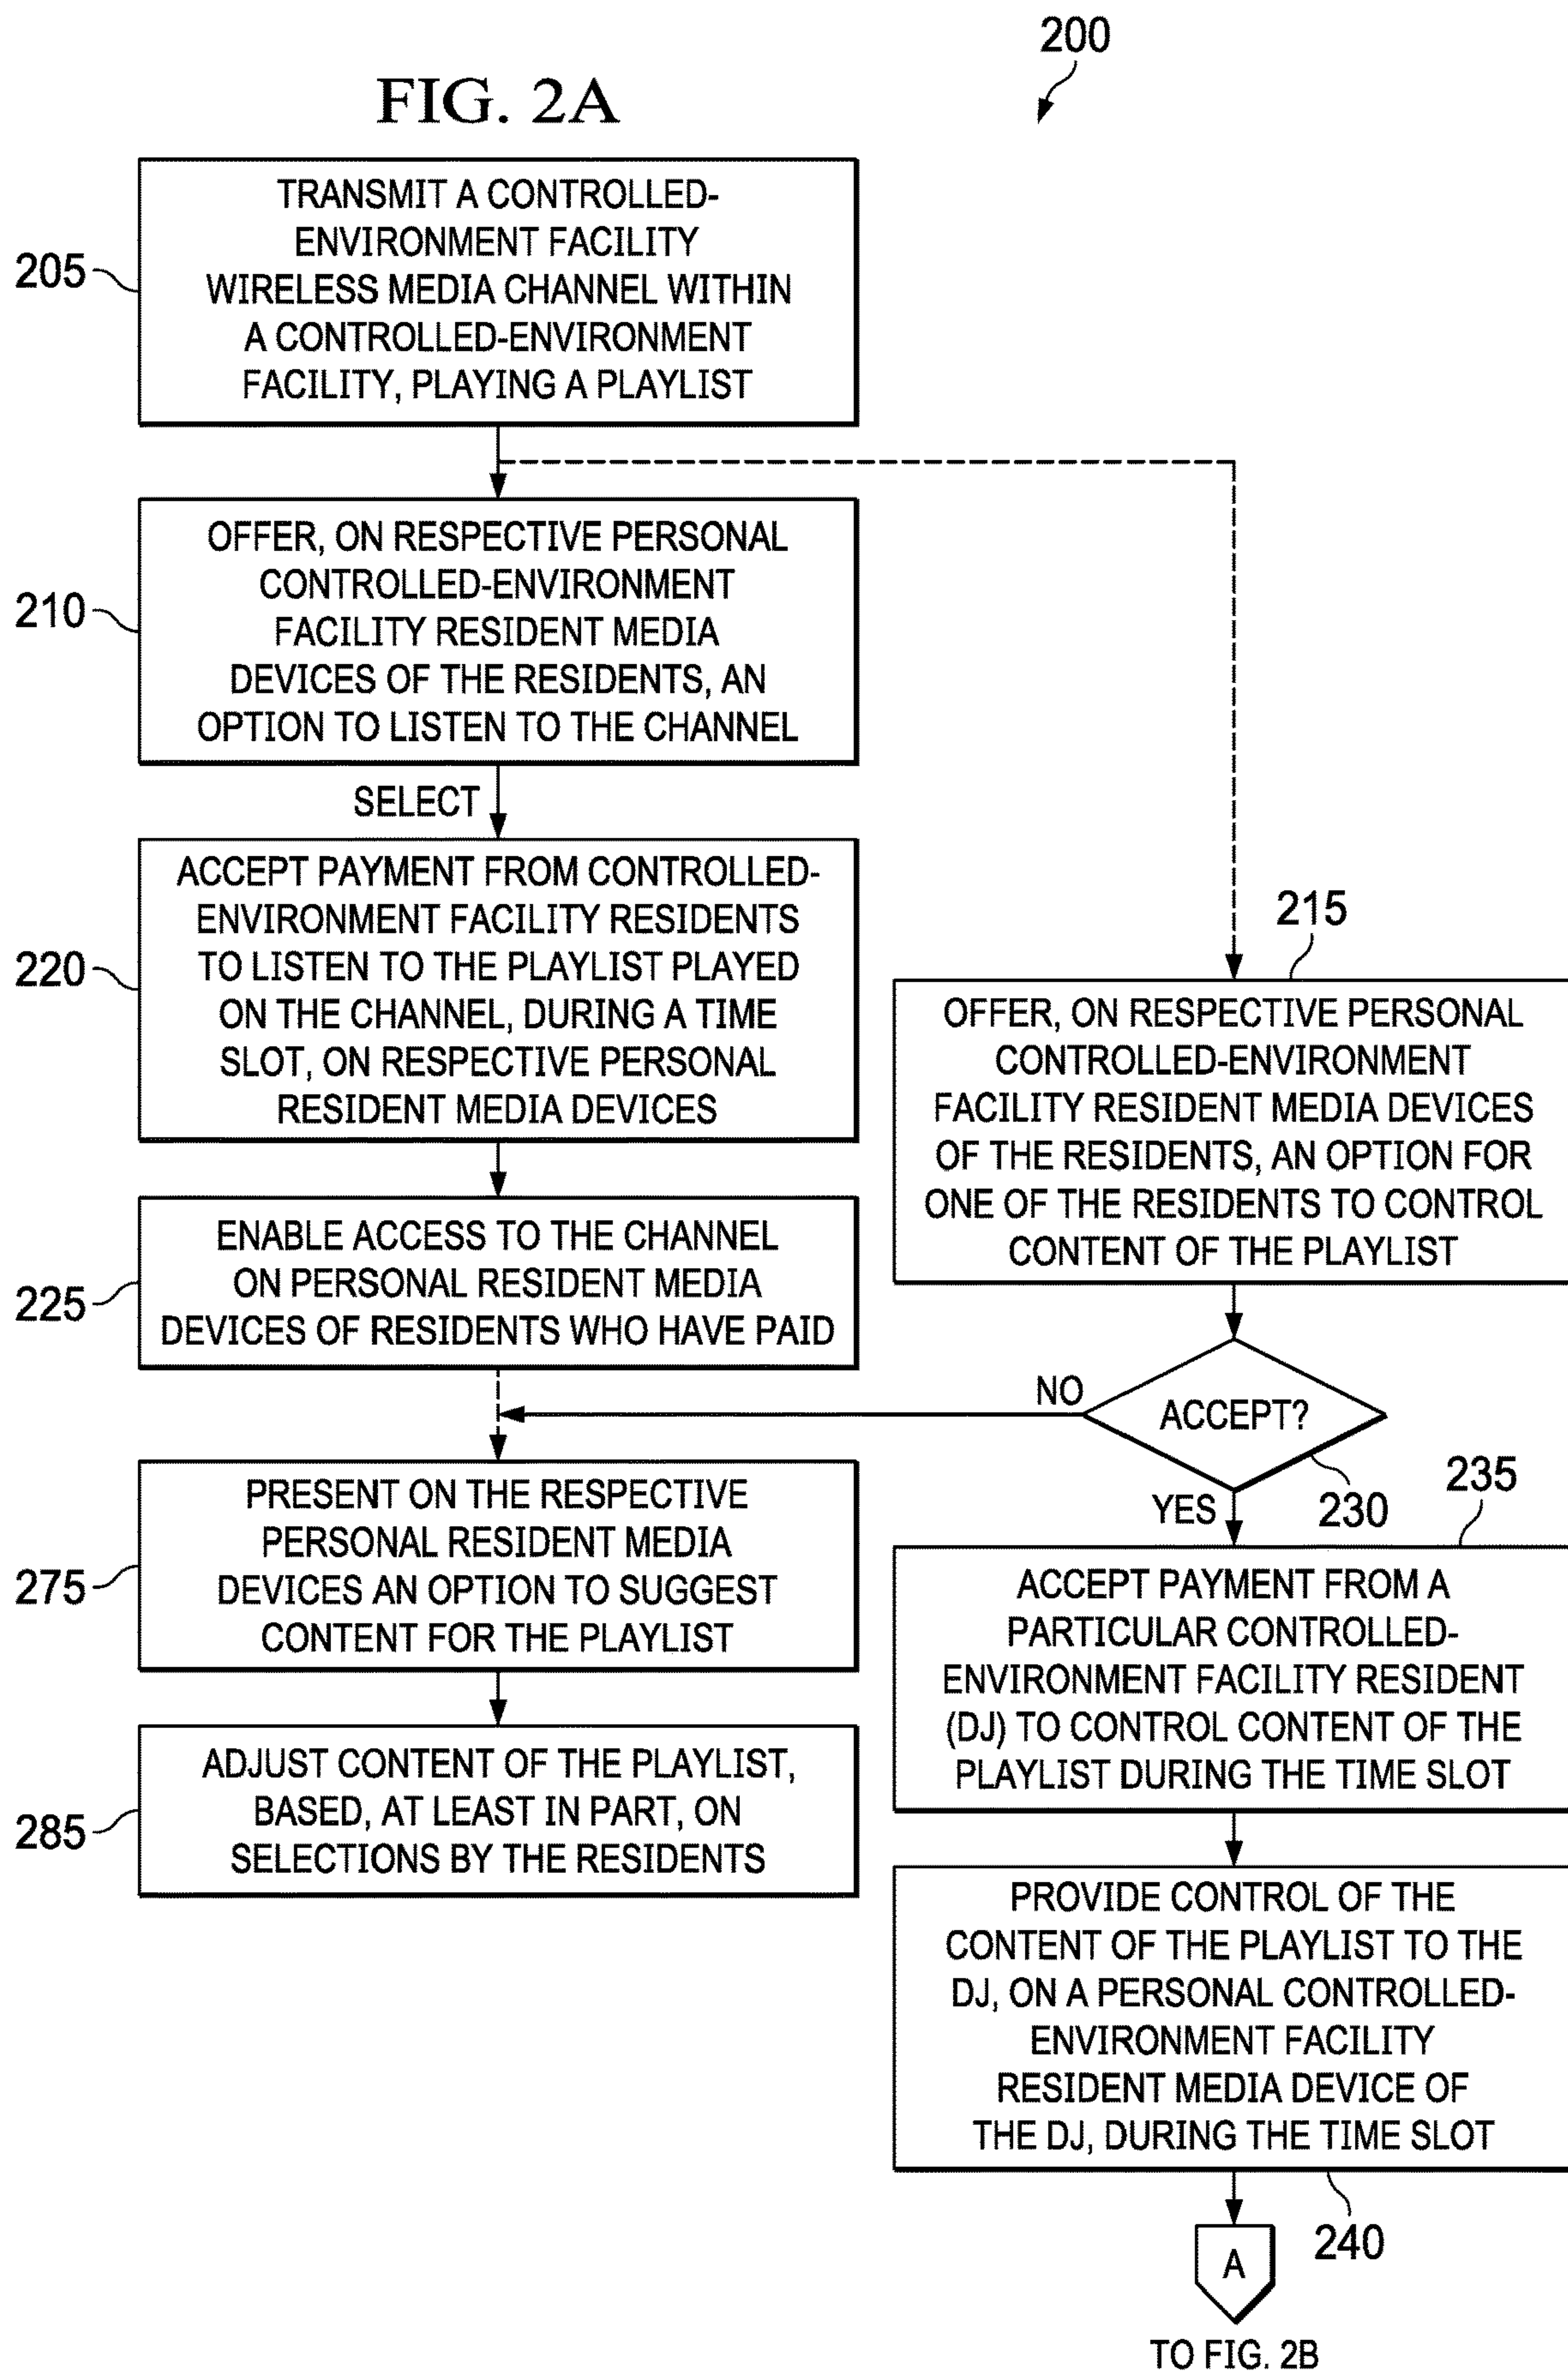 200
FIG. 2A
TRANSMIT A CONTROLLED-
ENVIRONMENT FACILITY
WIRELESS MEDIA CHANNEL WITHIN
A CONTROLLED-ENVIRONMENT
FACILITY, PLAYING A PLAYLIST
205
OFFER, ON RESPECTIVE PERSONAL
CONTROLLED-ENVIRONMENT
FACILITY RESIDENT MEDIA
DEVICES OF THE RESIDENTS, AN
OPTION TO LISTEN TO THE CHANNEL
210
SELECT
ACCEPT PAYMENT FROM CONTROLLED-
ENVIRONMENT FACILITY RESIDENTS
TO LISTEN TO THE PLAYLIST PLAYED
ON THE CHANNEL, DURING A TIME
SLOT, ON RESPECTIVE PERSONAL
RESIDENT MEDIA DEVICES
220
ENABLE ACCESS TO THE CHANNEL
ON PERSONAL RESIDENT MEDIA
DEVICES OF RESIDENTS WHO HAVE PAID
225
PRESENT ON THE RESPECTIVE
PERSONAL RESIDENT MEDIA
DEVICES AN OPTION TO SUGGEST
CONTENT FOR THE PLAYLIST
275
ADJUST CONTENT OF THE PLAYLIST,
BASED, AT LEAST IN PART, ON
SELECTIONS BY THE RESIDENTS
285
215
OFFER, ON RESPECTIVE PERSONAL
CONTROLLED-ENVIRONMENT
FACILITY RESIDENT MEDIA DEVICES
OF THE RESIDENTS, AN OPTION FOR
ONE OF THE RESIDENTS TO CONTROL
CONTENT OF THE PLAYLIST
NO
ACCEPT?
230
YES
235
ACCEPT PAYMENT FROM A
PARTICULAR CONTROLLED-
ENVIRONMENT FACILITY RESIDENT
(DJ) TO CONTROL CONTENT OF THE
PLAYLIST DURING THE TIME SLOT
PROVIDE CONTROL OF THE
CONTENT OF THE PLAYLIST TO THE
DJ, ON A PERSONAL CONTROLLED-
ENVIRONMENT FACILITY
RESIDENT MEDIA DEVICE OF
THE DJ, DURING THE TIME SLOT
240
A
TO FIG. 2B